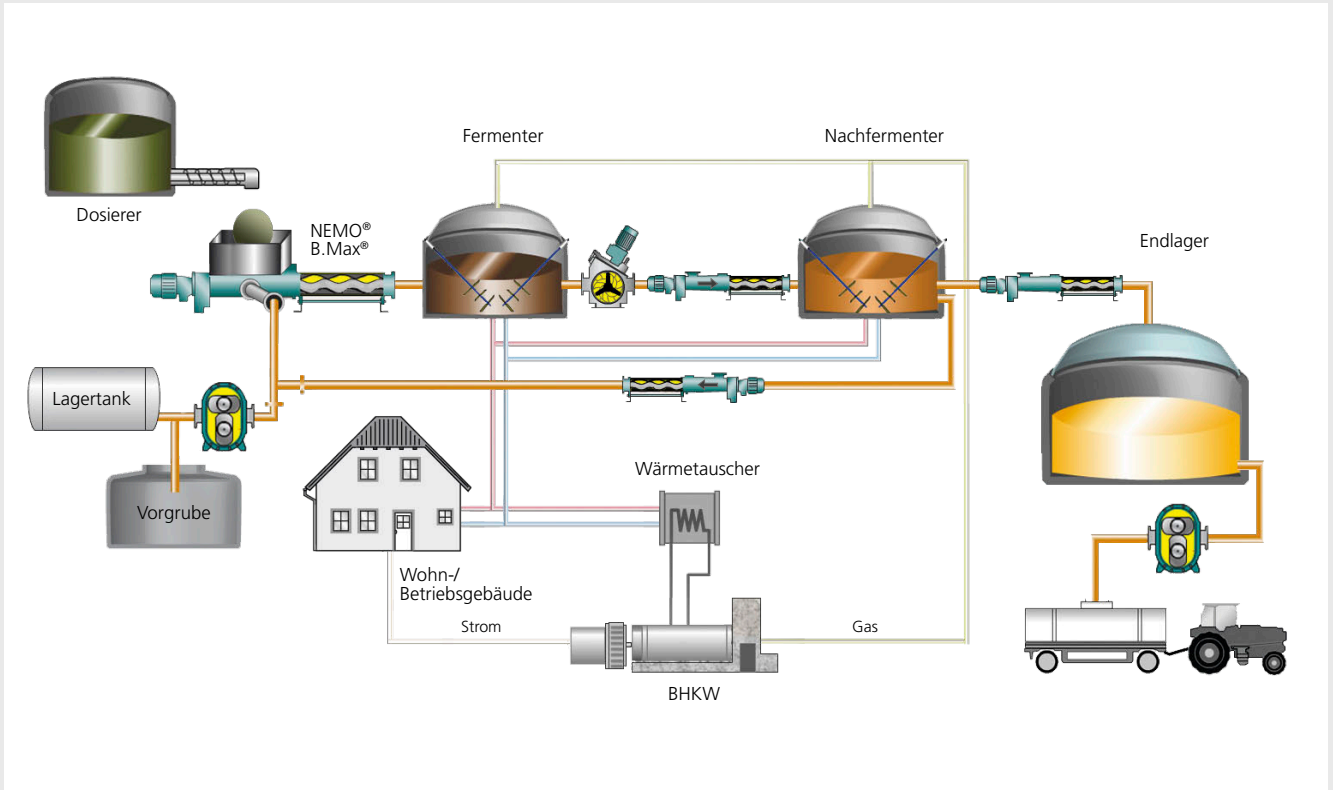 Fermenter
Nachfermenter
Dosierer
NEMO®
B.Max®
Endlager
Lagertank
Vorgrube
Wärmetauscher
Wohn-/
Betriebsgebäude
Strom
Gas
BHKW